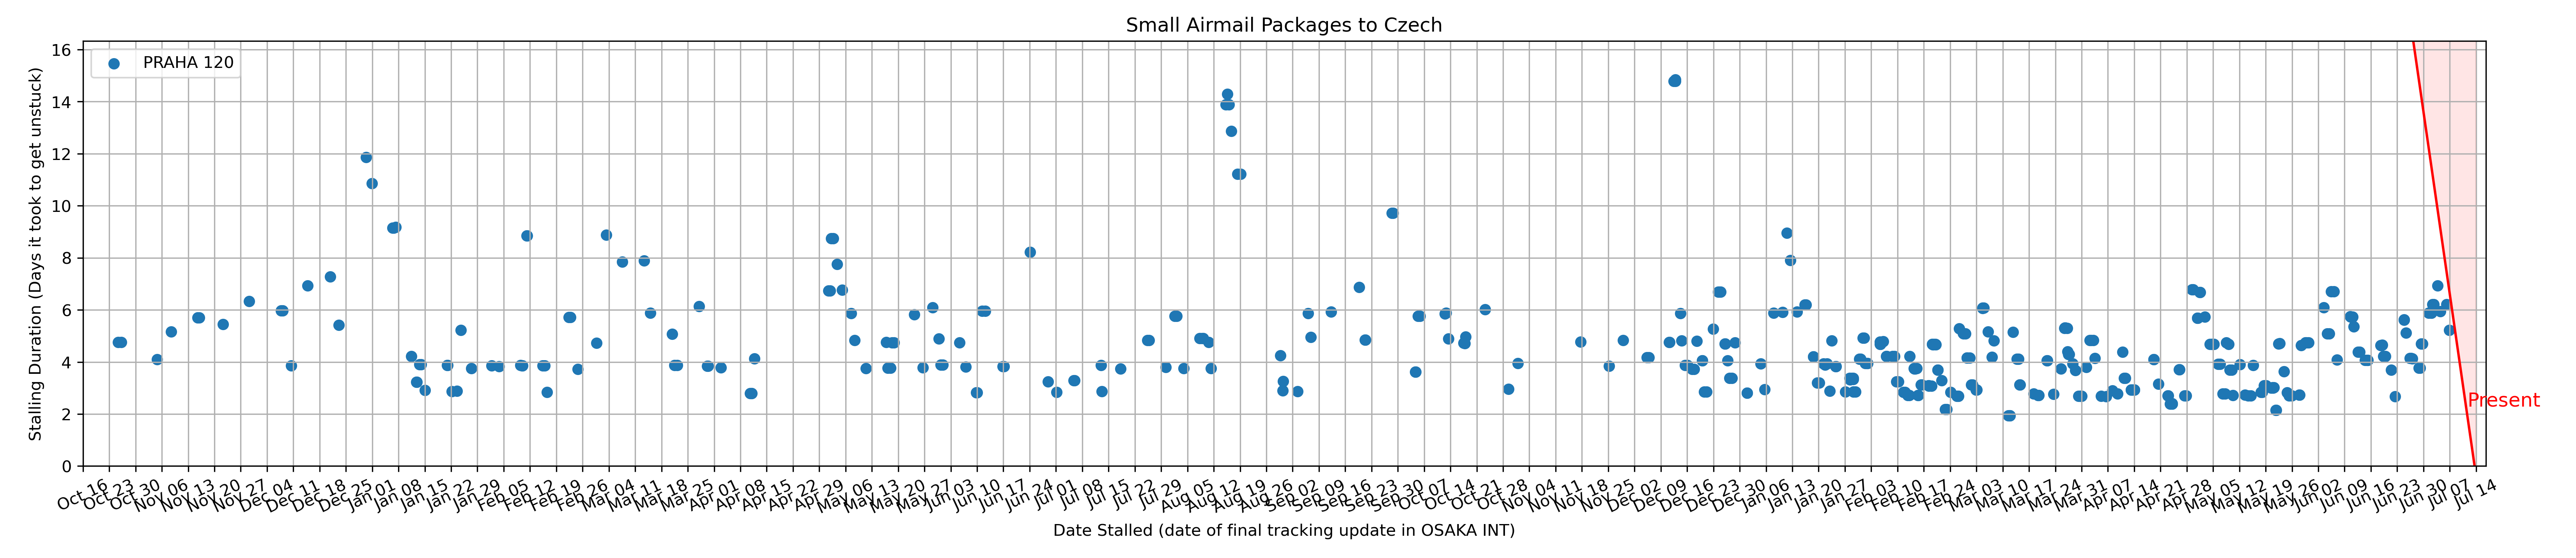 Small Airmail Packages to Czech
PRAHA 120
Stalling Duration (Days it took to get unstuck)
16
14
12
10
8
6
4
2
0
Present
Oct 16
Oct 23
Oct 30
Nov 06
Nov 13
Nov 20
Nov 27
Dec 04
Dec 11
Dec 18
Dec 25
Jan 01
Jan 08
Jan 15
Jan 22
Jan 29
Feb 05
Feb 12
Feb 19
Feb 26
Mar 04
Mar 11
Mar 18
Mar 25
Apr 01
Apr 08
Apr 15
Apr 22
Apr 29
May 06
May 13
May 20
May 27
Jun 03
Jun 10
Jun 17
Jun 24
Jul 01
Jul 08
Jul 15
Jul 22
Jul 29
Aug 05
Aug 12
Aug 19
Aug 26
Sep 02
Sep 09
Sep 16
Sep 23
Sep 30
Oct 07
Oct 14
Oct 21
Oct 28
Nov 04
Nov 11
Nov 18
Nov 25
Dec 02
Dec 09
Dec 16
Dec 23
Dec 30
Jan 06
Jan 13
Jan 20
Jan 27
Feb 03
Feb 10
Feb 17
Feb 24
Mar 03
Mar 10
Mar 17
Mar 24
Mar 31
Apr 07
Apr 14
Apr 21
Apr 28
May 05
May 12
May 19
May 26
Jun 02
Jun 09
Jun 16
Jun 23
Jun 30
Jul 07
Jul 14
Date Stalled (date of final tracking update in OSAKA INT)